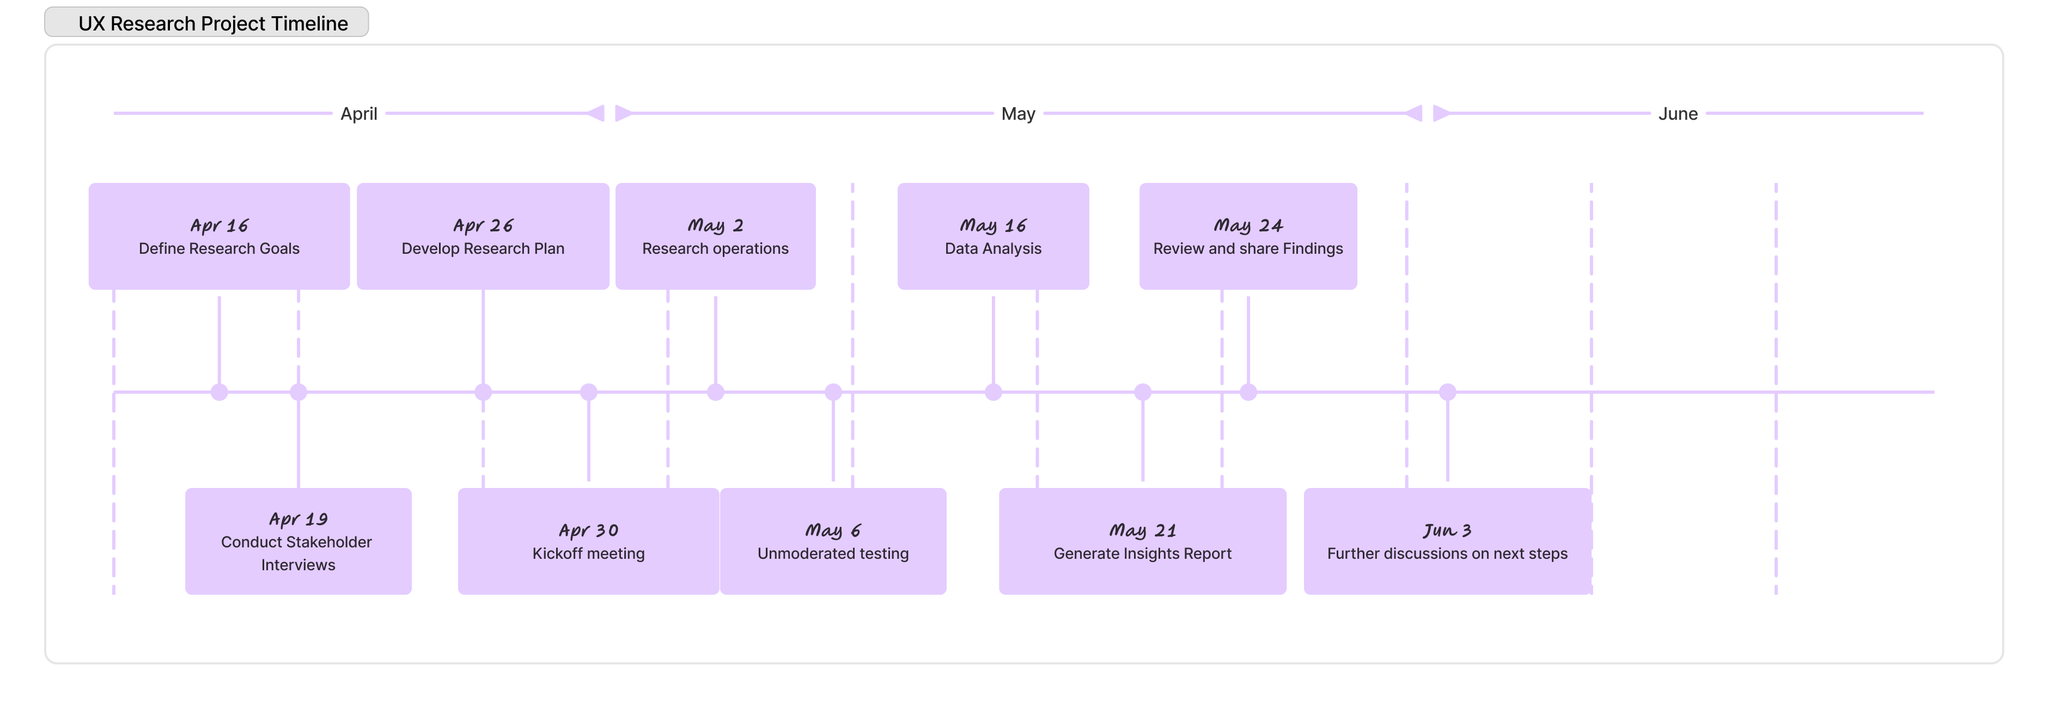 UX Research Project Timeline
April
May
June
Apr 16
Define Research Goals
Apr 26
Develop Research Plan
May 2
Research operations
May 16
Data Analysis
May 24
Review and share Findings
Apr 19
Conduct Stakeholder
Interviews
Apr 30
Kickoff meeting
May 6
Unmoderated testing
May 21
Generate Insights Report
Jun 3
Further discussions on next steps